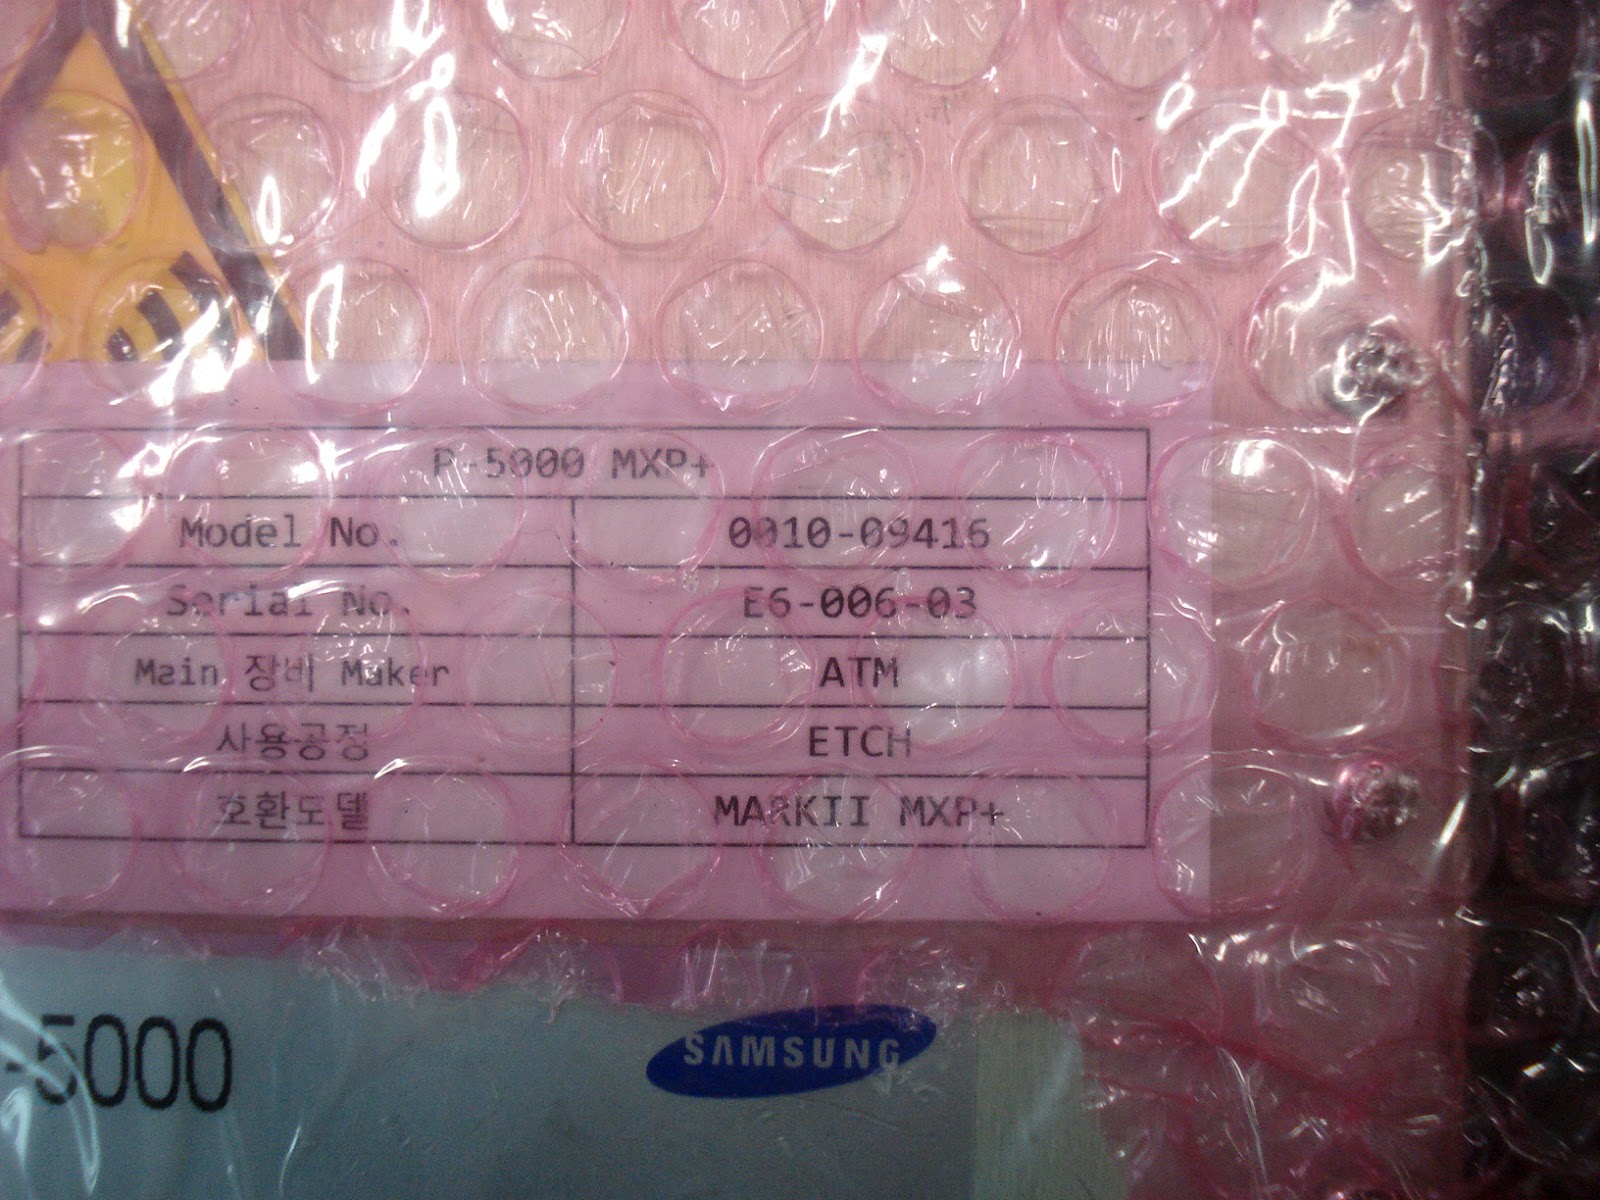 P-5000 MXP+
Model No. 0010-09416
Serial No. E6-006-03
Main 장비 Maker ATM
사용공정 ETCH
호환도델 MARKII MXP+
-5000
SAMSUNG